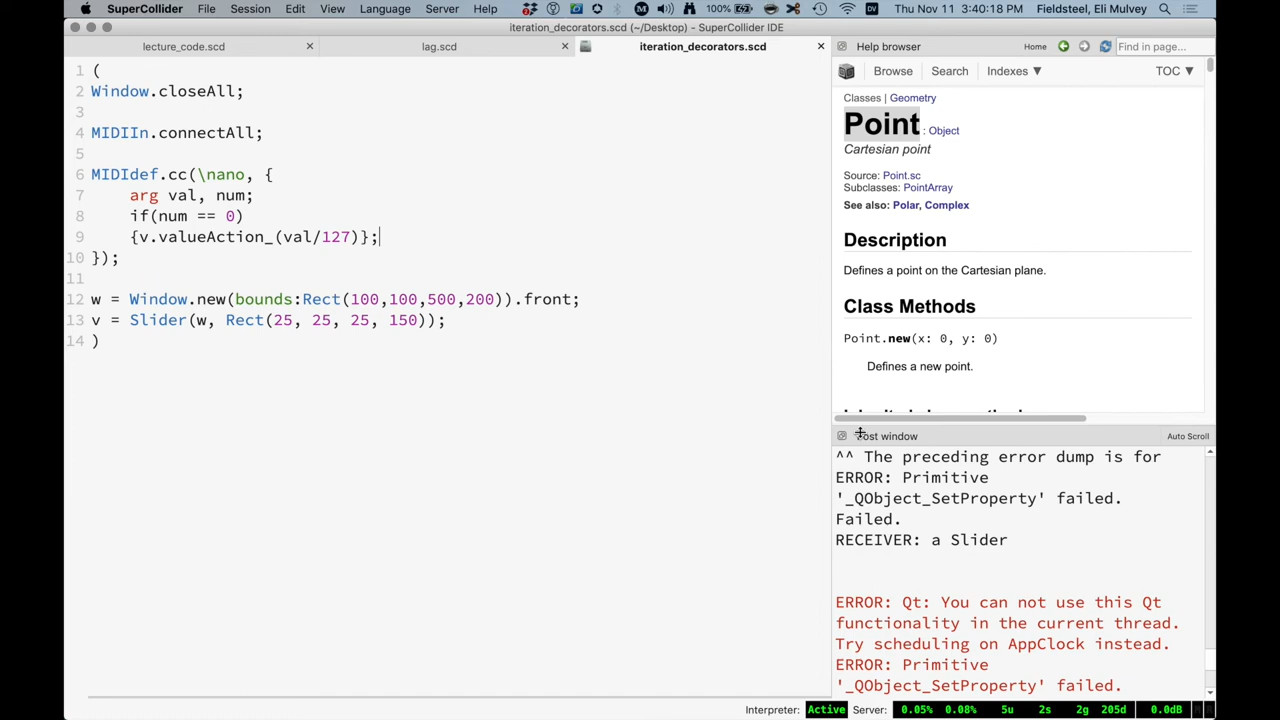 SuperCollider File Session Edit View Language Server Help 100% Thu Nov 11 3:40:18 PM Fieldsteel, Eli Mulvey
iteration_decorators.scd (~/Desktop) - SuperCollider IDE
lecture_code.scd lag.scd iteration_decorators.scd
1 (
2 Window.closeAll;
3
4 MIDIIn.connectAll;
5
6 MIDIdef.cc(\nano, {
7 arg val, num;
8 if(num == 0)
9 {v.valueAction_(val/127)};
10 });
11
12 w = Window.new(bounds:Rect(100,100,500,200)).front;
13 v = Slider(w, Rect(25, 25, 25, 150));
14 )
Help browser Home Find in page...
Browse Search Indexes ▼ TOC ▼
Classes | Geometry
Point : Object
Cartesian point
Source: Point.sc
Subclasses: PointArray
See also: Polar, Complex
Description
Defines a point on the Cartesian plane.
Class Methods
Point.new(x: 0, y: 0)
Defines a new point.
Post window Auto Scroll
^^ The preceding error dump is for
ERROR: Primitive
'_QObject_SetProperty' failed.
Failed.
RECEIVER: a Slider
ERROR: Qt: You can not use this Qt
functionality in the current thread.
Try scheduling on AppClock instead.
ERROR: Primitive
'_QObject_SetProperty' failed.
Interpreter: Active Server: 0.05% 0.08% 5u 2s 2g 205d 0.0dB